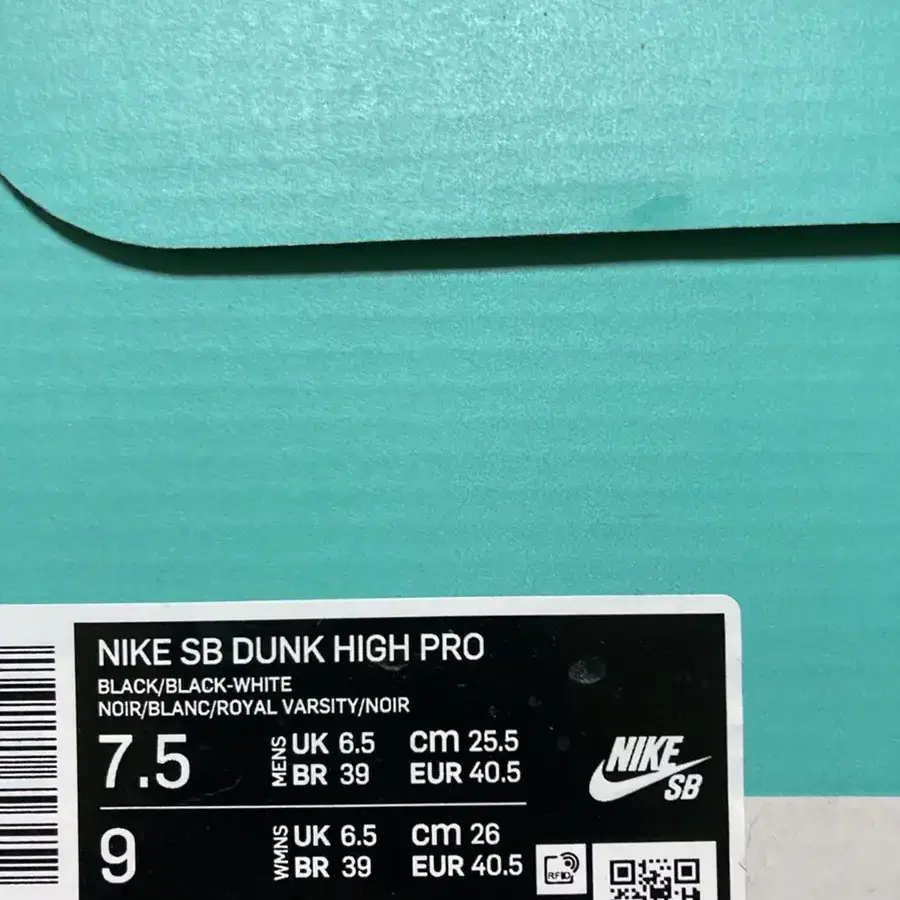 NIKE SB DUNK HIGH PRO
BLACK/BLACK-WHITE
NOIR/BLANC/ROYAL VARSITY/NOIR
7.5 MENS UK 6.5 cm 25.5
BR 39 EUR 40.5
NIKE
SB
9 WMNS UK 6.5 cm 26
BR 39 EUR 40.5
RFID